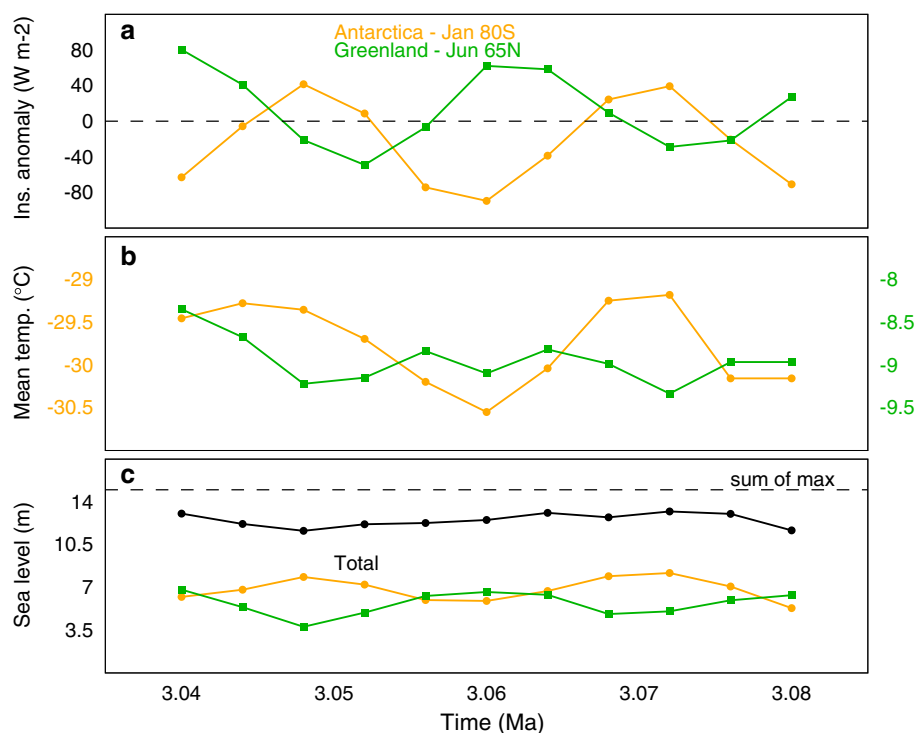 a
Antarctica - Jan 80S
Greenland - Jun 65N
Ins. anomaly (W m-2)
80
40
0
-40
-80
b
Mean temp. (°C)
-29
-29.5
-30
-30.5
-8
-8.5
-9
-9.5
c
sum of max
Total
Sea level (m)
14
10.5
7
3.5
3.04 3.05 3.06 3.07 3.08
Time (Ma)